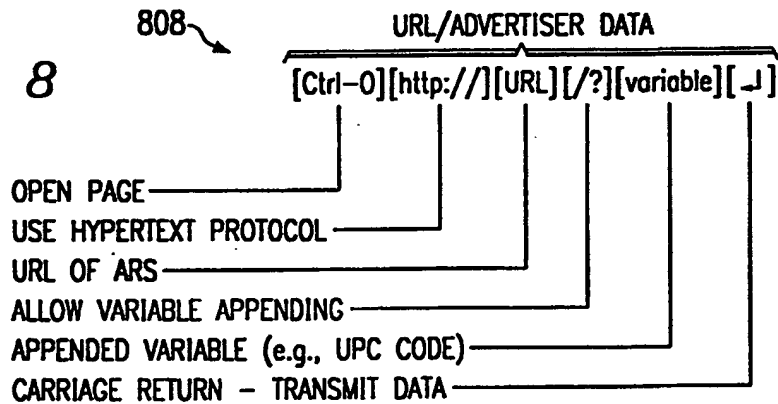 808
URL/ADVERTISER DATA
8
[Ctrl-O][http://][URL][/?][variable][↵]
OPEN PAGE
USE HYPERTEXT PROTOCOL
URL OF ARS
ALLOW VARIABLE APPENDING
APPENDED VARIABLE (e.g., UPC CODE)
CARRIAGE RETURN - TRANSMIT DATA